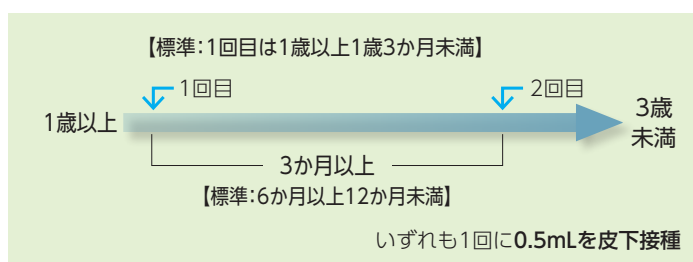 【標準:1回目は1歳以上1歳3か月未満】
1回目
2回目
1歳以上
3歳
未満
3か月以上
【標準:6か月以上12か月未満】
いずれも1回に0.5mLを皮下接種